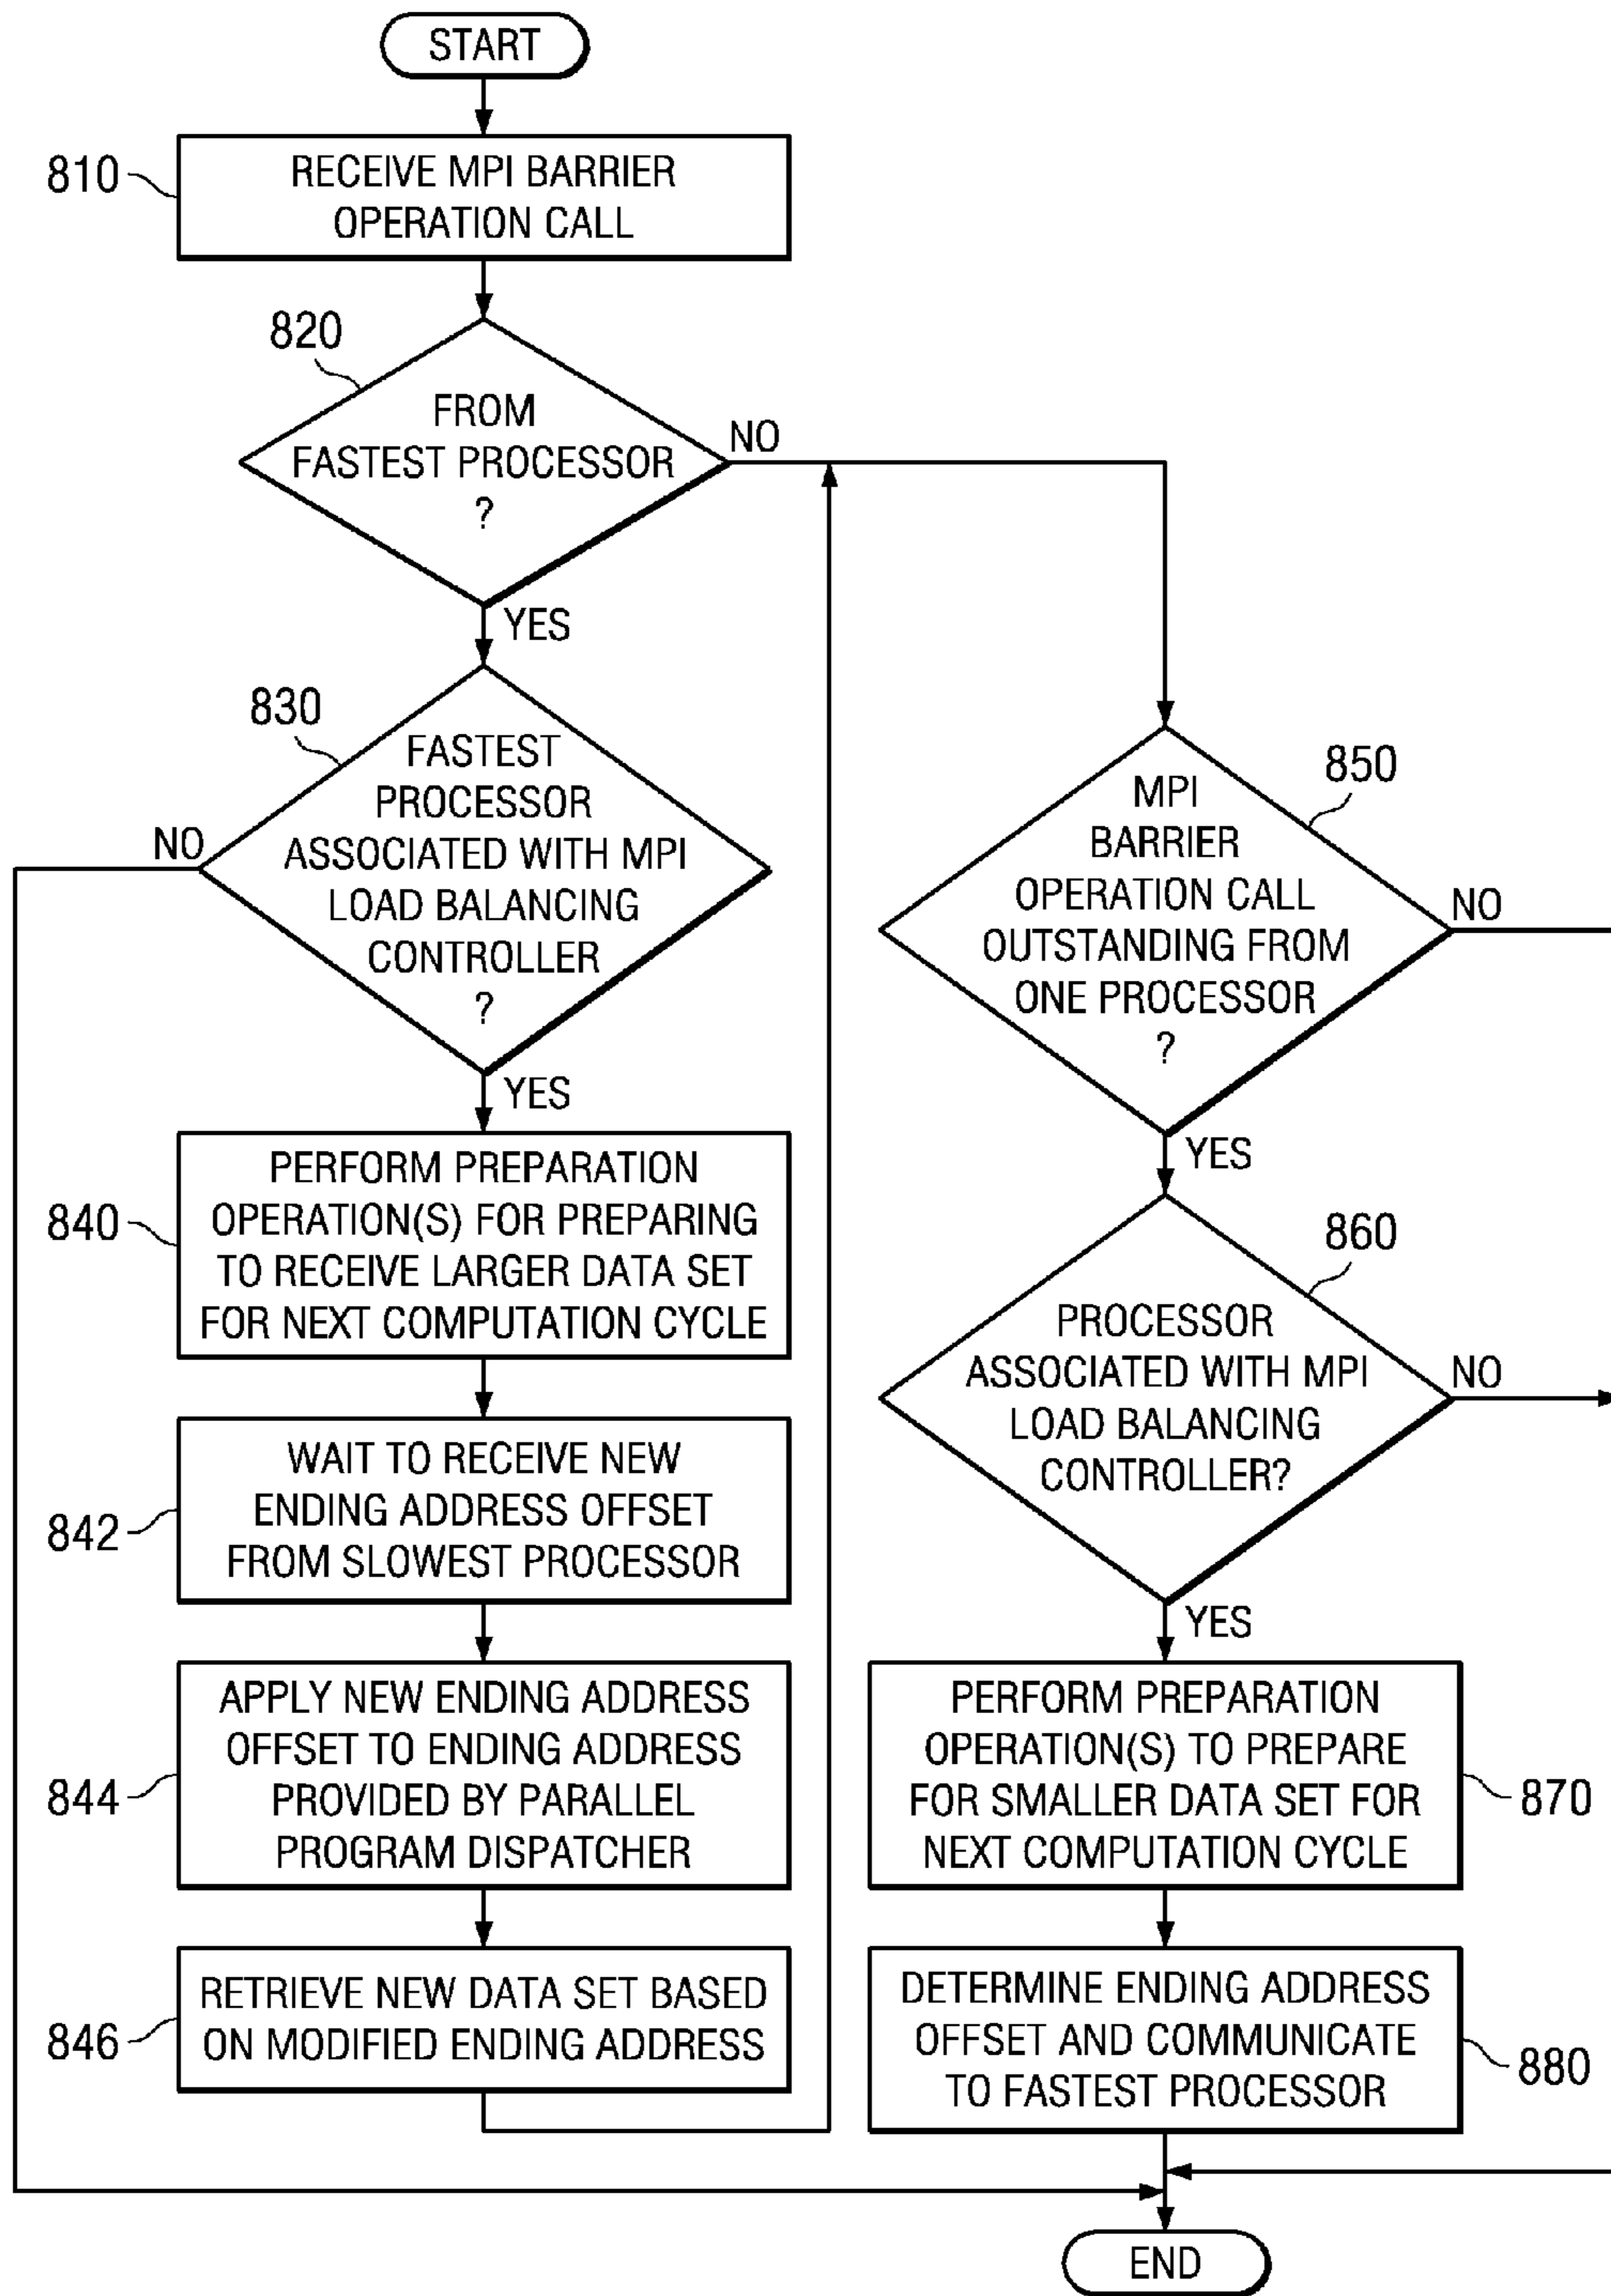 START
810
RECEIVE MPI BARRIER
OPERATION CALL
820
FROM
FASTEST PROCESSOR
?
NO
YES
830
FASTEST
PROCESSOR
ASSOCIATED WITH MPI
LOAD BALANCING
CONTROLLER
?
NO
YES
840
PERFORM PREPARATION
OPERATION(S) FOR PREPARING
TO RECEIVE LARGER DATA SET
FOR NEXT COMPUTATION CYCLE
842
WAIT TO RECEIVE NEW
ENDING ADDRESS OFFSET
FROM SLOWEST PROCESSOR
844
APPLY NEW ENDING ADDRESS
OFFSET TO ENDING ADDRESS
PROVIDED BY PARALLEL
PROGRAM DISPATCHER
846
RETRIEVE NEW DATA SET BASED
ON MODIFIED ENDING ADDRESS
850
MPI
BARRIER
OPERATION CALL
OUTSTANDING FROM
ONE PROCESSOR
?
NO
YES
860
PROCESSOR
ASSOCIATED WITH MPI
LOAD BALANCING
CONTROLLER?
NO
YES
PERFORM PREPARATION
OPERATION(S) TO PREPARE
FOR SMALLER DATA SET FOR
NEXT COMPUTATION CYCLE
870
DETERMINE ENDING ADDRESS
OFFSET AND COMMUNICATE
TO FASTEST PROCESSOR
880
END